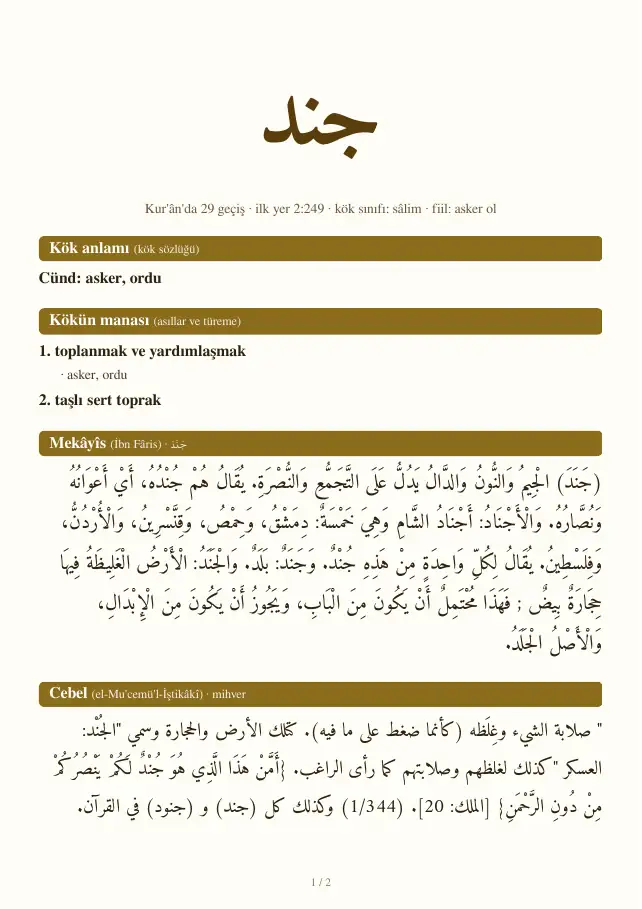 جند
Kur'ân'da 29 geçiş · ilk yer 2:249 · kök sınıfı: sâlim · fiil: asker ol
Kök anlamı (kök sözlüğü)
Cünd: asker, ordu
Kökün manası (asıllar ve türeme)
1. toplanmak ve yardımlaşmak
· asker, ordu
2. taşlı sert toprak
Mekâyîs (İbn Fâris) · جَنَدَ
(جَنَدَ) الْجِيمُ وَالنُّونُ وَالدَّالُ يَدُلُّ عَلَى التَّجَمُّعِ وَالنُّصْرَةِ. يُقَالُ هُمْ جُنْدُهُ، أَيْ أَعْوَانُهُ
وَنُصَّارُهُ. وَالْأَجْنَادُ: أَجْنَادُ الشَّامِ وَهِيَ خَمْسَةٌ: دِمَشْقُ، وَحِمْصُ، وَقِنَّسْرِينُ، وَالْأُرْدُنُّ،
وَفِلَسْطِينُ. يُقَالُ لِكُلِّ وَاحِدَةٍ مِنْ هَذِهِ جُنْدٌ. وَجَنَدٌ: بَلَدٌ. وَالْجَنَدُ: الْأَرْضُ الْغَلِيظَةُ فِيهَا
حِجَارَةٌ بِيضٌ ; فَهَذَا مُحْتَمِلٌ أَنْ يَكُونَ مِنَ الْبَابِ، وَيَجُوزُ أَنْ يَكُونَ مِنَ الْإِبْدَالِ،
وَالْأَصْلُ الْجَلَدُ.
Cebel (el-Mu'cemü'l-İştikâkî) · mihver
" صلابة الشيء وغِلَظه (كأنما ضغط على ما فيه). كتلك الأرض والحجارة وسمي "الجُنْد:
العسكر "كذلك لغلظهم وصلابتهم كما رأى الراغب. {أَمَّنْ هَذَا الَّذِي هُوَ جُنْدٌ لَكُمْ يَنْصُرُكُمْ
مِنْ دُونِ الرَّحْمَنِ} [الملك: 20]. (1/344) وكذلك كل (جند) و (جنود) في القرآن.
1 / 2